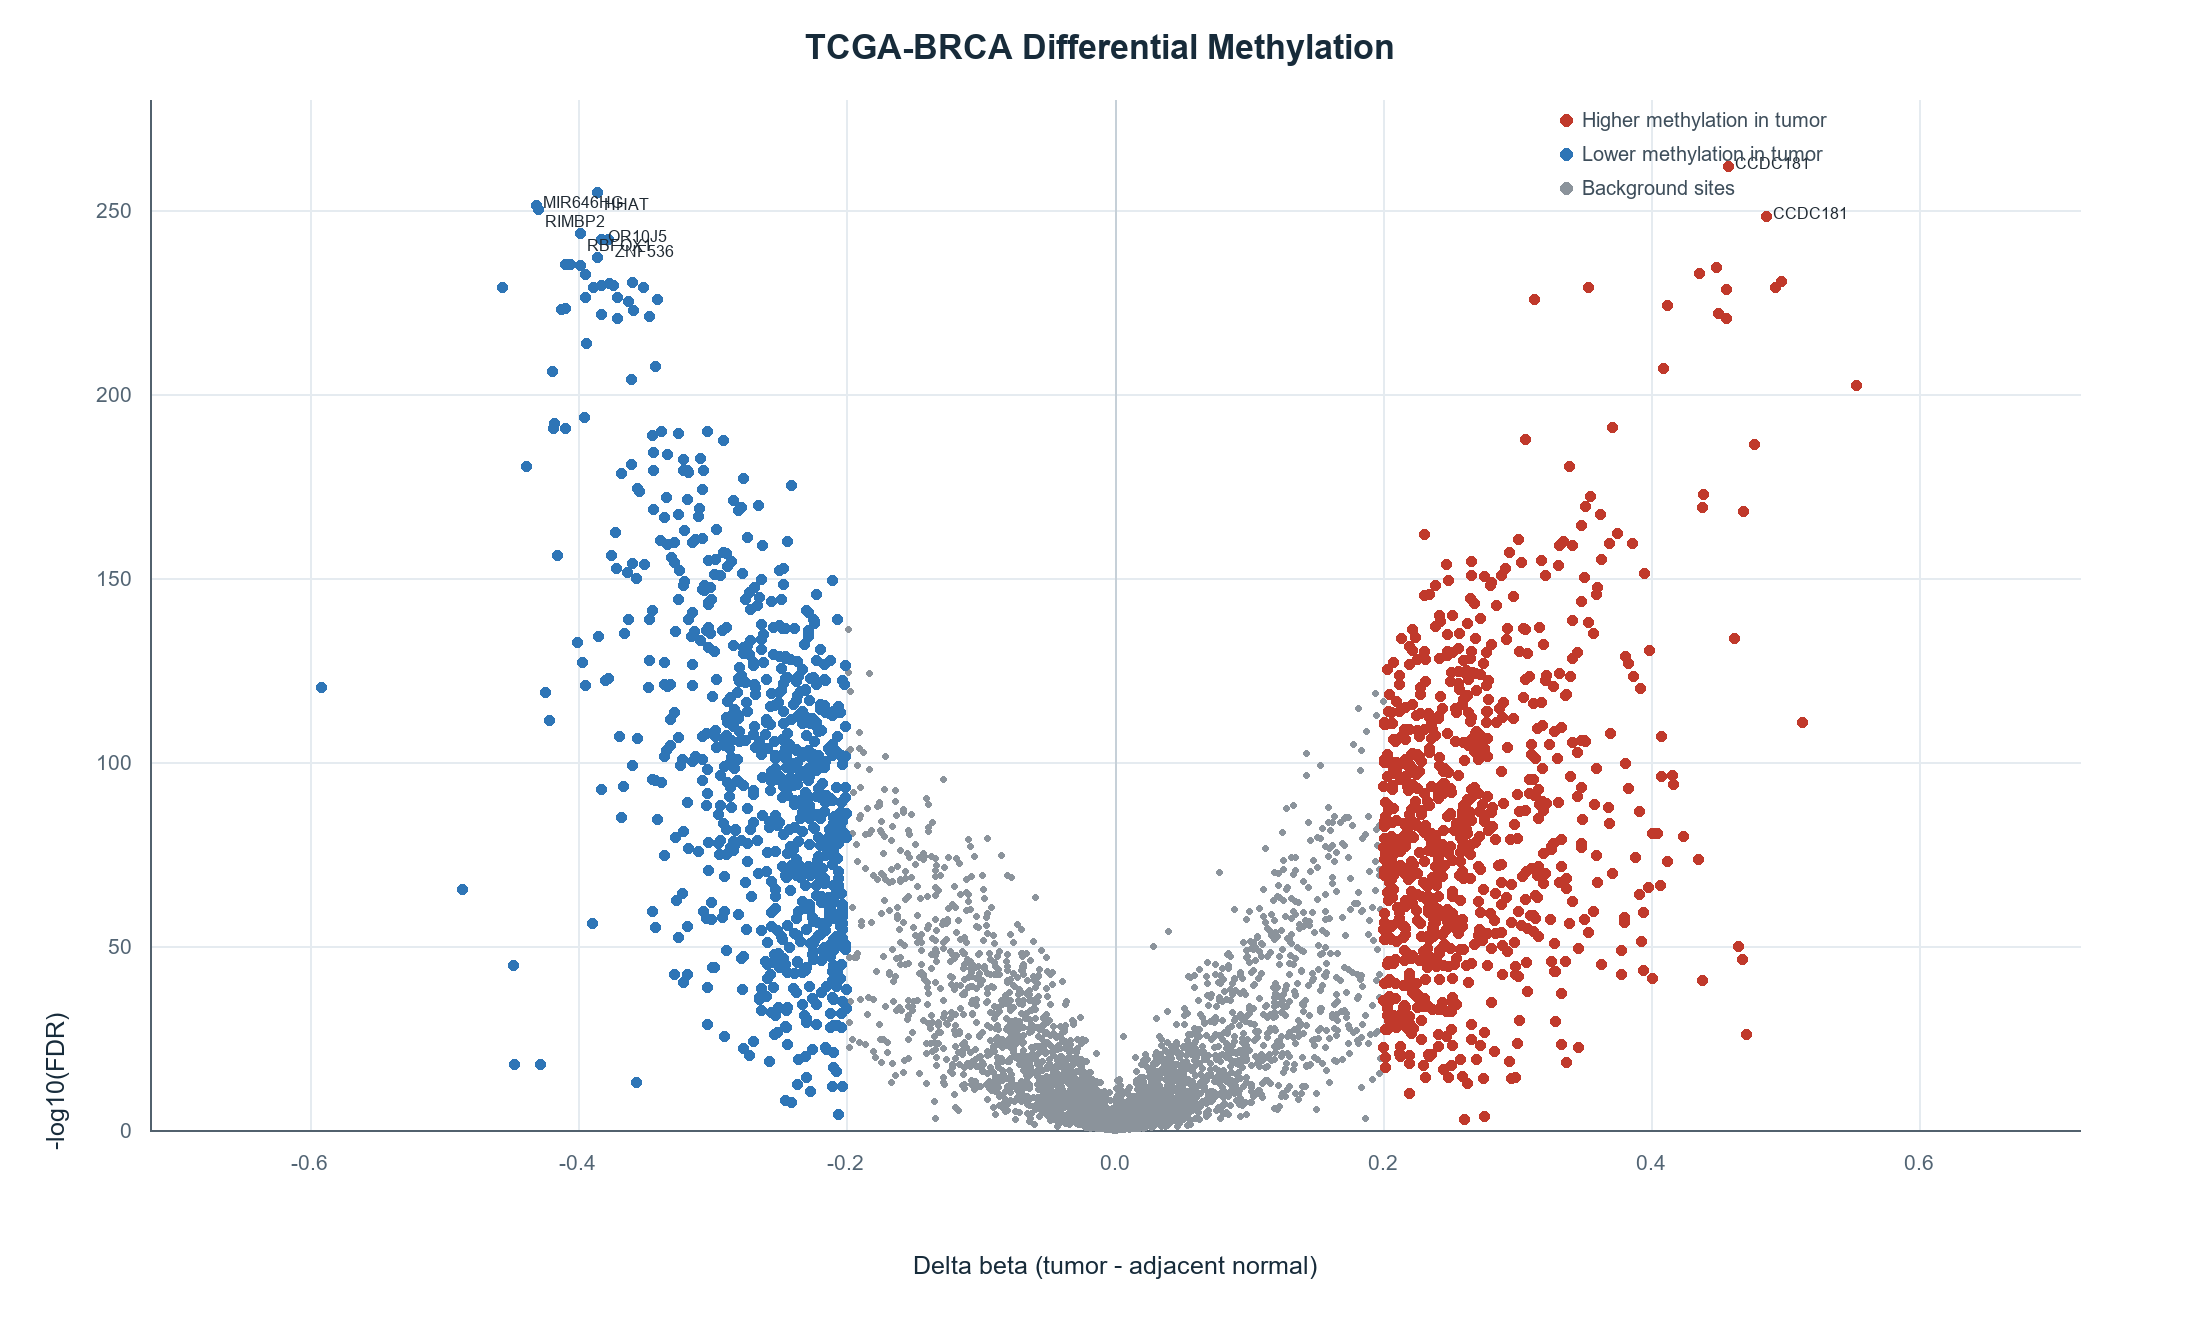 TCGA-BRCA Differential Methylation
Higher methylation in tumor
Lower methylation in tumor
CCDC181
Background sites
MIR646HG
HHAT
CCDC181
RIMBP2
OR10J5
RBFOX1
ZNF536
250
200
150
100
50
0
-log10(FDR)
-0.6
-0.4
-0.2
0.0
0.2
0.4
0.6
Delta beta (tumor - adjacent normal)